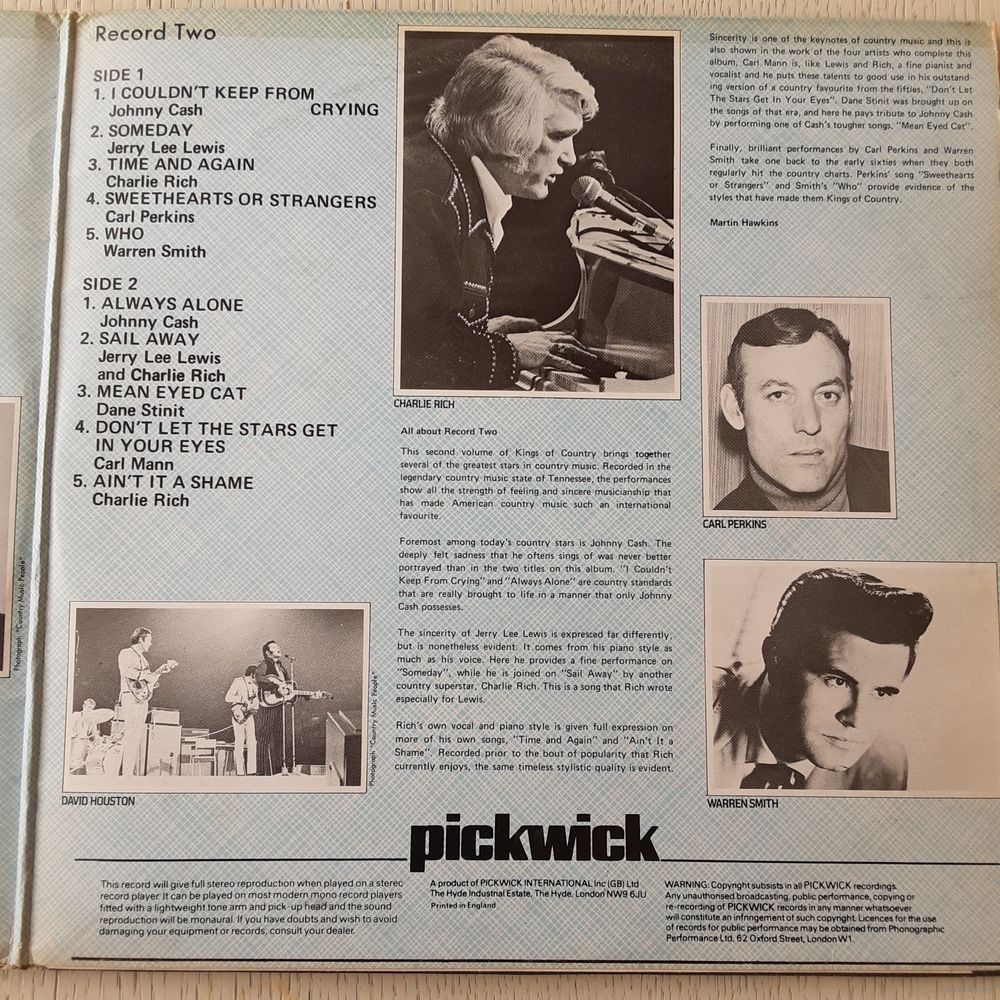 Record Two
SIDE 1
1. I COULDN'T KEEP FROM
Johnny Cash CRYING
2. SOMEDAY
Jerry Lee Lewis
3. TIME AND AGAIN
Charlie Rich
4. SWEETHEARTS OR STRANGERS
Carl Perkins
5. WHO
Warren Smith
SIDE 2
1. ALWAYS ALONE
Johnny Cash
2. SAIL AWAY
Jerry Lee Lewis
and Charlie Rich
3. MEAN EYED CAT
Dane Stinit
4. DON'T LET THE STARS GET
IN YOUR EYES
Carl Mann
5. AIN'T IT A SHAME
Charlie Rich
Photograph "Country Music People"
Photograph "Country Music People"
DAVID HOUSTON
CHARLIE RICH
All about Record Two
This second volume of Kings of Country brings together
several of the greatest stars in country music. Recorded in the
legendary country music state of Tennessee, the performances
show all the strength of feeling and sincere musicianship that
has made American country music such an international
favourite.
Foremost among today's country stars is Johnny Cash. The
deeply felt sadness that he oftens sings of was never better
portrayed than in the two titles on this album. "I Couldn't
Keep From Crying" and "Always Alone" are country standards
that are really brought to life in a manner that only Johnny
Cash possesses.
The sincerity of Jerry Lee Lewis is expressed far differently,
but is nonetheless evident. It comes from his piano style as
much as his voice. Here he provides a fine performance on
"Someday", while he is joined on "Sail Away" by another
country superstar, Charlie Rich. This is a song that Rich wrote
especially for Lewis.
Rich's own vocal and piano style is given full expression on
more of his own songs, "Time and Again" and "Ain't It a
Shame". Recorded prior to the bout of popularity that Rich
currently enjoys, the same timeless stylistic quality is evident.
Sincerity is one of the keynotes of country music and this is
also shown in the work of the four artists who complete this
album, Carl Mann is, like Lewis and Rich, a fine pianist and
vocalist and he puts these talents to good use in his outstand-
ing version of a country favourite from the fifties, "Don't Let
The Stars Get In Your Eyes". Dane Stinit was brought up on
the songs of that era, and here he pays tribute to Johnny Cash
by performing one of Cash's tougher songs, "Mean Eyed Cat".
Finally, brilliant performances by Carl Perkins and Warren
Smith take one back to the early sixties when they both
regularly hit the country charts. Perkins' song "Sweethearts
or Strangers" and Smith's "Who" provide evidence of the
styles that have made them Kings of Country.
Martin Hawkins
CARL PERKINS
WARREN SMITH
pickwick
This record will give full stereo reproduction when played on a stereo
record player. It can be played on most modern mono record players
fitted with a lightweight tone arm and pick-up head and the sound
reproduction will be monaural. If you have doubts and wish to avoid
damaging your equipment or records, consult your dealer.
A product of PICKWICK INTERNATIONAL Inc (GB) Ltd
The Hyde Industrial Estate, The Hyde, London NW9 6JU
Printed in England
WARNING: Copyright subsists in all PICKWICK recordings.
Any unauthorised broadcasting, public performance, copying or
re-recording of PICKWICK records in any manner whatsoever
will constitute an infringement of such copyright. Licences for the use
of records for public performance may be obtained from Phonographic
Performance Ltd, 62 Oxford Street, London W1.